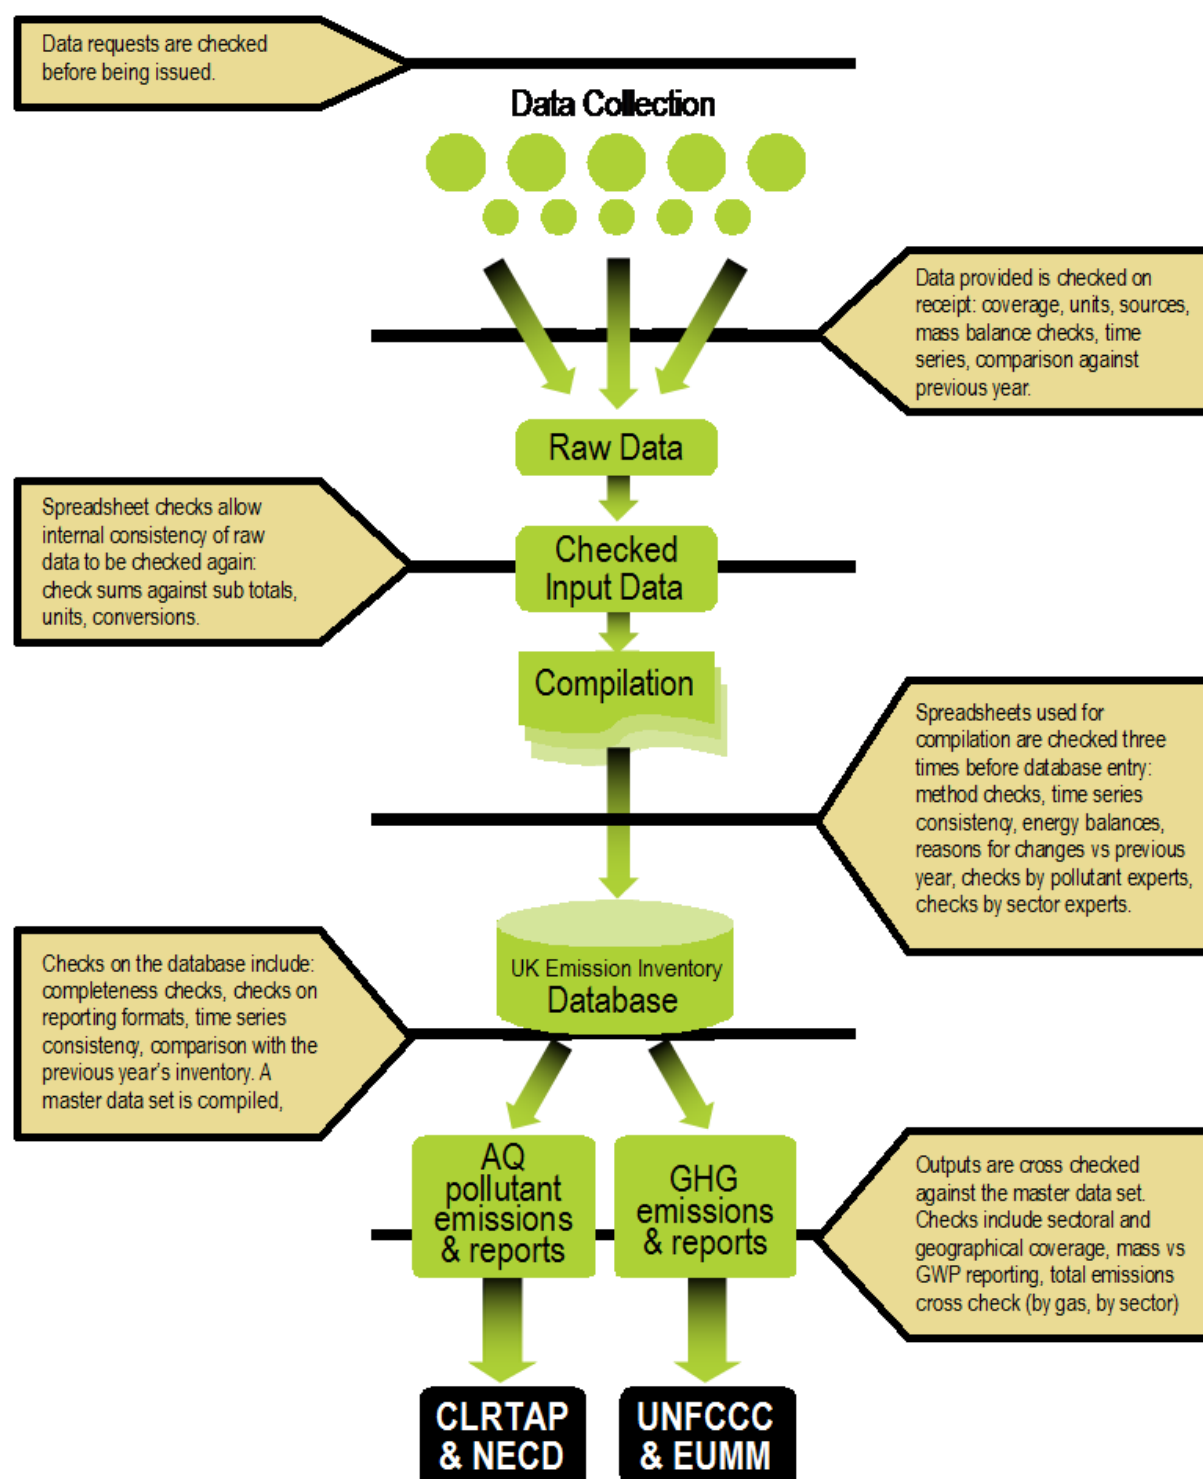 Data requests are checked
before being issued.
Data Collection
Data provided is checked on
receipt: coverage, units, sources,
mass balance checks, time
series, comparison against
previous year.
Raw Data
Spreadsheet checks allow
internal consistency of raw
data to be checked again:
check sums against sub totals,
units, conversions.
Checked
Input Data
Compilation
Spreadsheets used for
compilation are checked three
times before database entry:
method checks, time series
consistency, energy balances,
reasons for changes vs previous
year, checks by pollutant experts,
checks by sector experts.
UK Emission Inventory
Database
Checks on the database include:
completeness checks, checks on
reporting formats, time series
consistency, comparison with the
previous year's inventory. A
master data set is compiled,
AQ
pollutant
emissions
& reports
GHG
emissions
& reports
Outputs are cross checked
against the master data set.
Checks include sectoral and
geographical coverage, mass vs
GWP reporting, total emissions
cross check (by gas, by sector)
CLRTAP
& NECD
UNFCCC
& EUMM